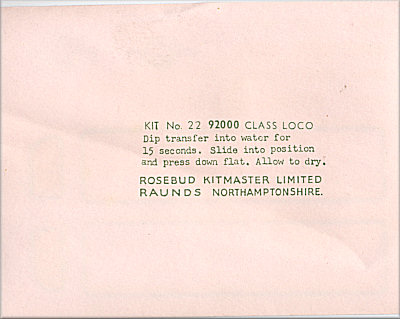 KIT No. 22 92000 CLASS LOCO
Dip transfer into water for
15 seconds. Slide into position
and press down flat. Allow to dry.
ROSEBUD KITMASTER LIMITED
RAUNDS NORTHAMPTONSHIRE.